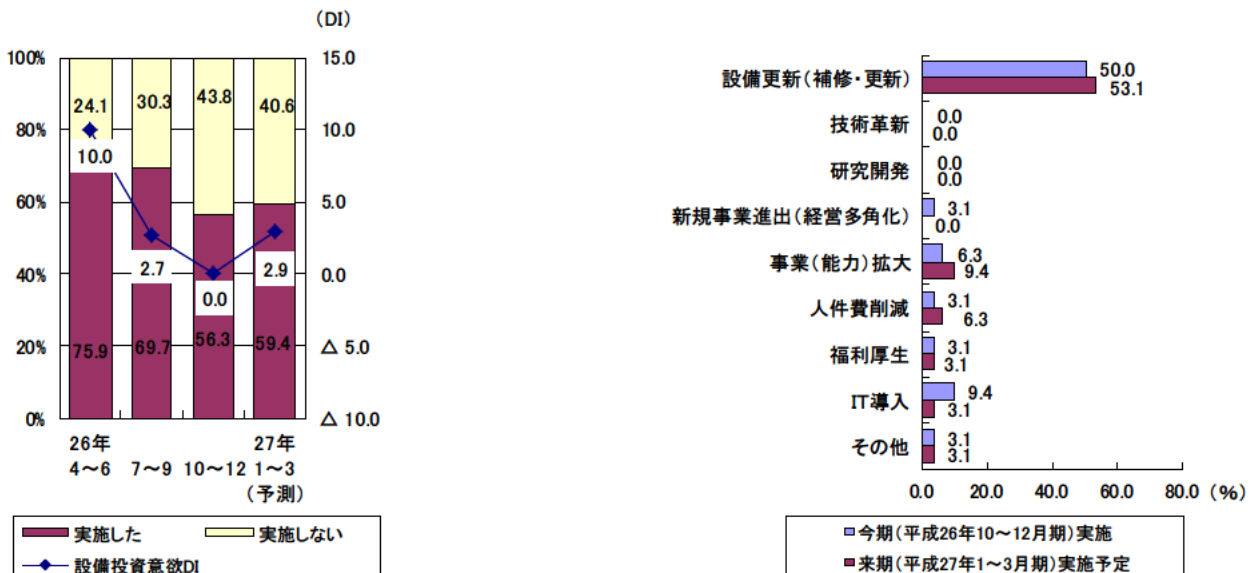 (DI)
100%
80%
60%
40%
20%
0%
15.0
10.0
5.0
0.0
△ 5.0
△ 10.0
24.1
30.3
43.8
40.6
10.0
2.7
0.0
2.9
75.9
69.7
56.3
59.4
26年
27年
4～6
7～9
10～12
1～3
(予測)
実施した
実施しない
設備投資意欲DI
設備更新(補修・更新)
50.0
53.1
技術革新
0.0
0.0
研究開発
0.0
0.0
新規事業進出(経営多角化)
3.1
0.0
事業(能力)拡大
6.3
9.4
人件費削減
3.1
6.3
福利厚生
3.1
3.1
IT導入
9.4
3.1
その他
3.1
3.1
0.0 20.0 40.0 60.0 80.0 (%)
今期(平成26年10～12月期)実施
来期(平成27年1～3月期)実施予定